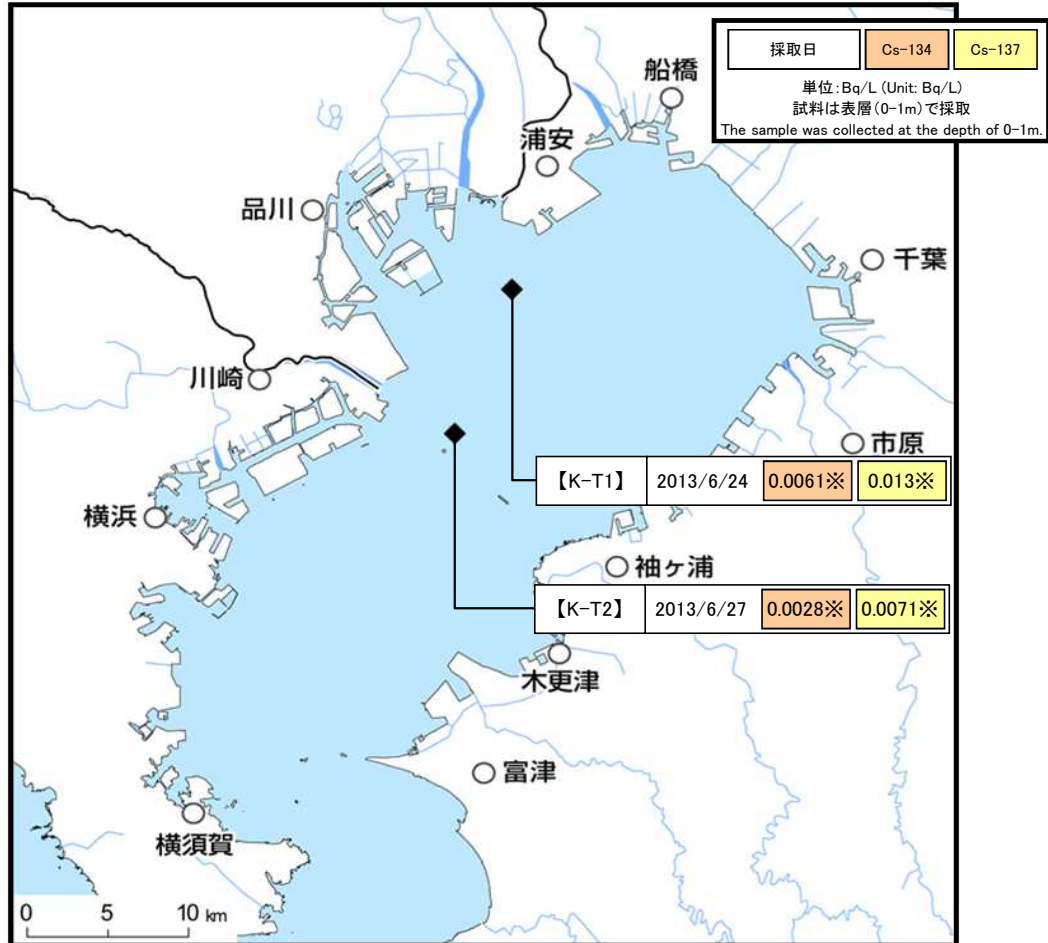 採取日 Cs-134 Cs-137
単位:Bq/L (Unit: Bq/L)
試料は表層(0-1m)で採取
The sample was collected at the depth of 0-1m.
船橋
浦安
品川
千葉
川崎
市原
【K-T1】 2013/6/24 0.0061※ 0.013※
横浜
袖ヶ浦
【K-T2】 2013/6/27 0.0028※ 0.0071※
木更津
富津
横須賀
0 5 10 km